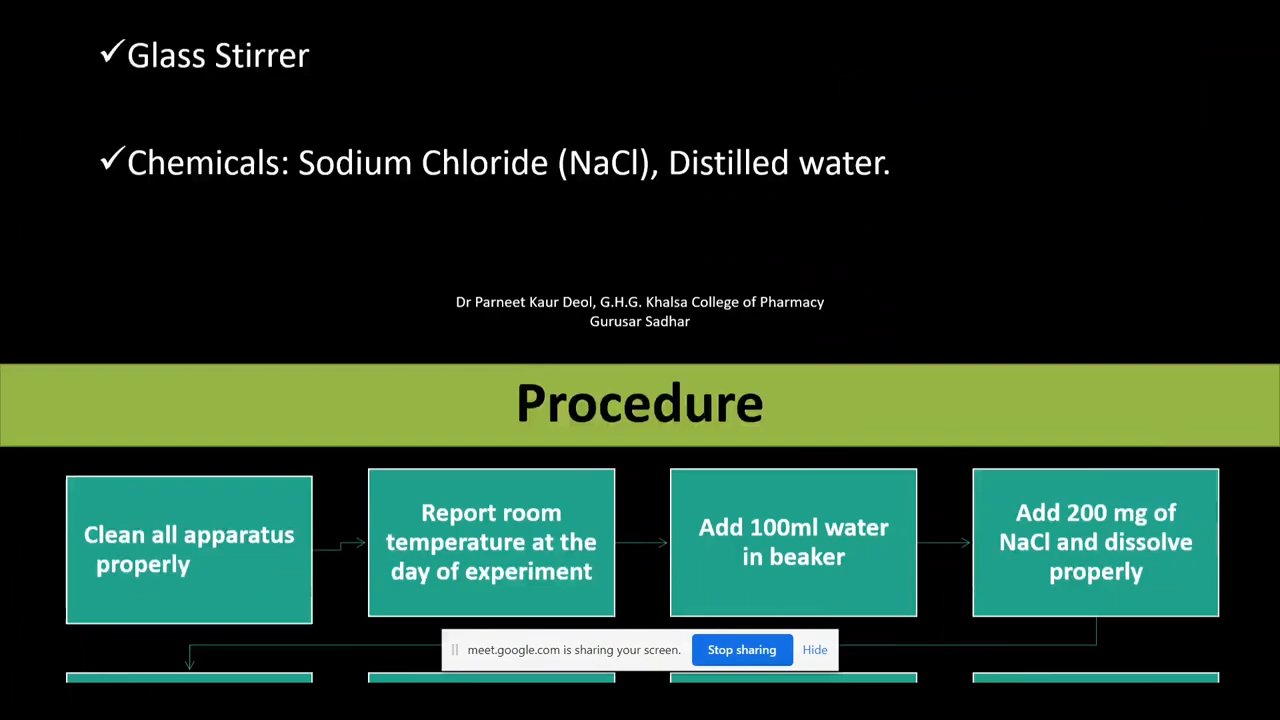 ✓Glass Stirrer
✓Chemicals: Sodium Chloride (NaCl), Distilled water.
Dr Parneet Kaur Deol, G.H.G. Khalsa College of Pharmacy
Gurusar Sadhar
Procedure
Clean all apparatus
properly
Report room
temperature at the
day of experiment
Add 100ml water
in beaker
Add 200 mg of
NaCl and dissolve
properly
meet.google.com is sharing your screen.
Stop sharing
Hide